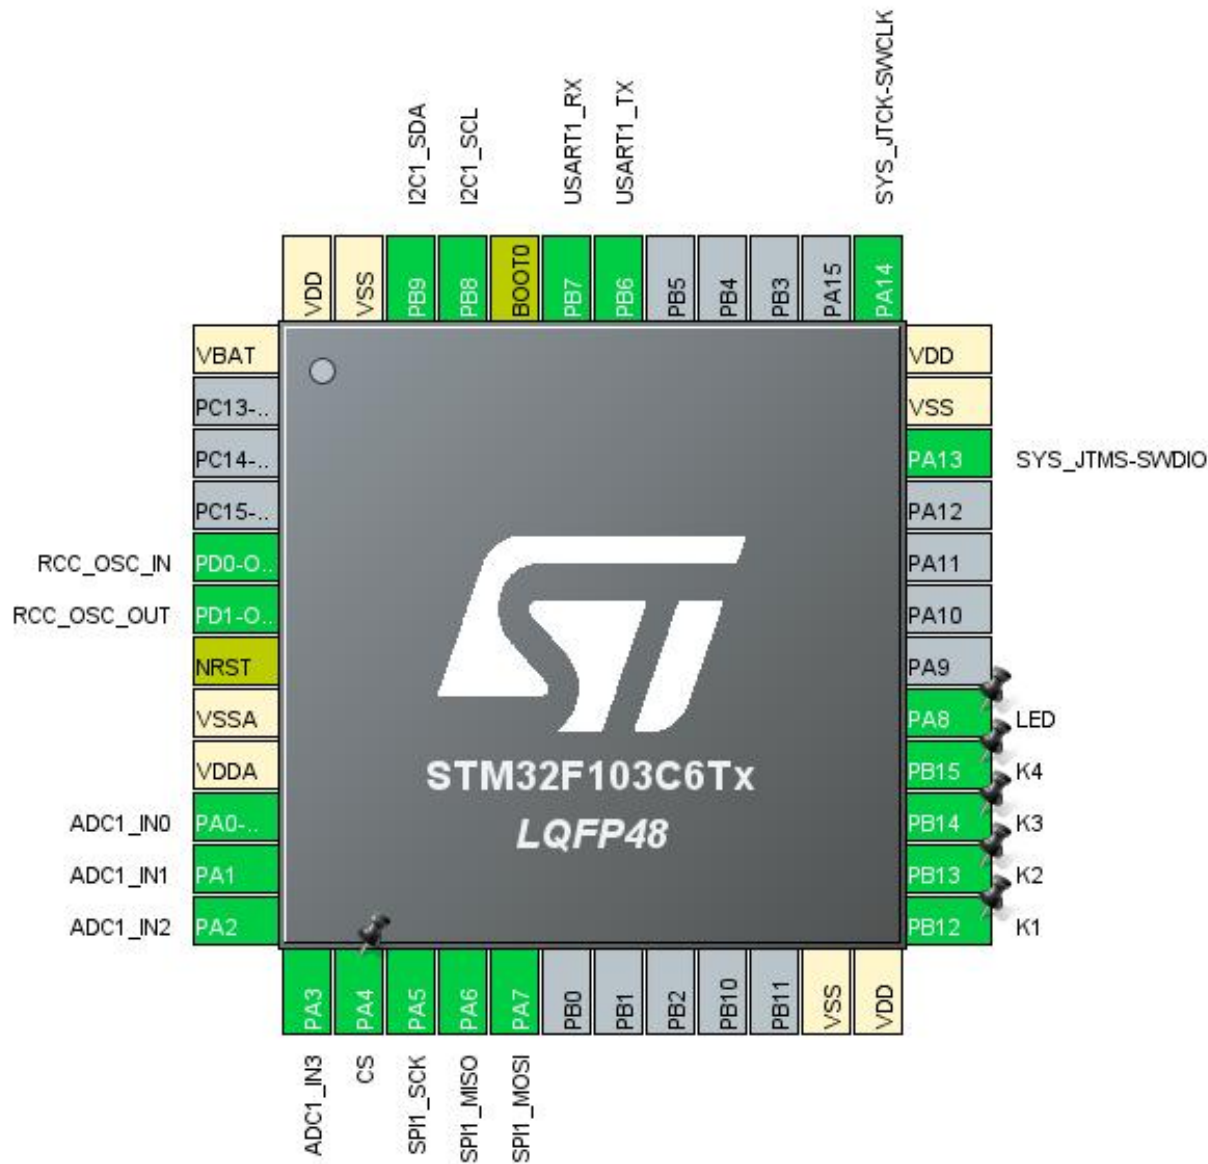 I2C1_SDA
I2C1_SCL
USART1_RX
USART1_TX
SYS_JTCK-SWCLK
VDD
VSS
PB9
PB8
BOOT0
PB7
PB6
PB5
PB4
PB3
PA15
PA14
VBAT
PC13-..
PC14-..
PC15-..
RCC_OSC_IN PD0-O..
RCC_OSC_OUT PD1-O..
NRST
VSSA
VDDA
ADC1_IN0 PA0-..
ADC1_IN1 PA1
ADC1_IN2 PA2
ST
STM32F103C6Tx
LQFP48
VDD
VSS
PA13 SYS_JTMS-SWDIO
PA12
PA11
PA10
PA9
PA8 LED
PB15 K4
PB14 K3
PB13 K2
PB12 K1
PA3
PA4
PA5
PA6
PA7
PB0
PB1
PB2
PB10
PB11
VSS
VDD
ADC1_IN3
CS
SPI1_SCK
SPI1_MISO
SPI1_MOSI